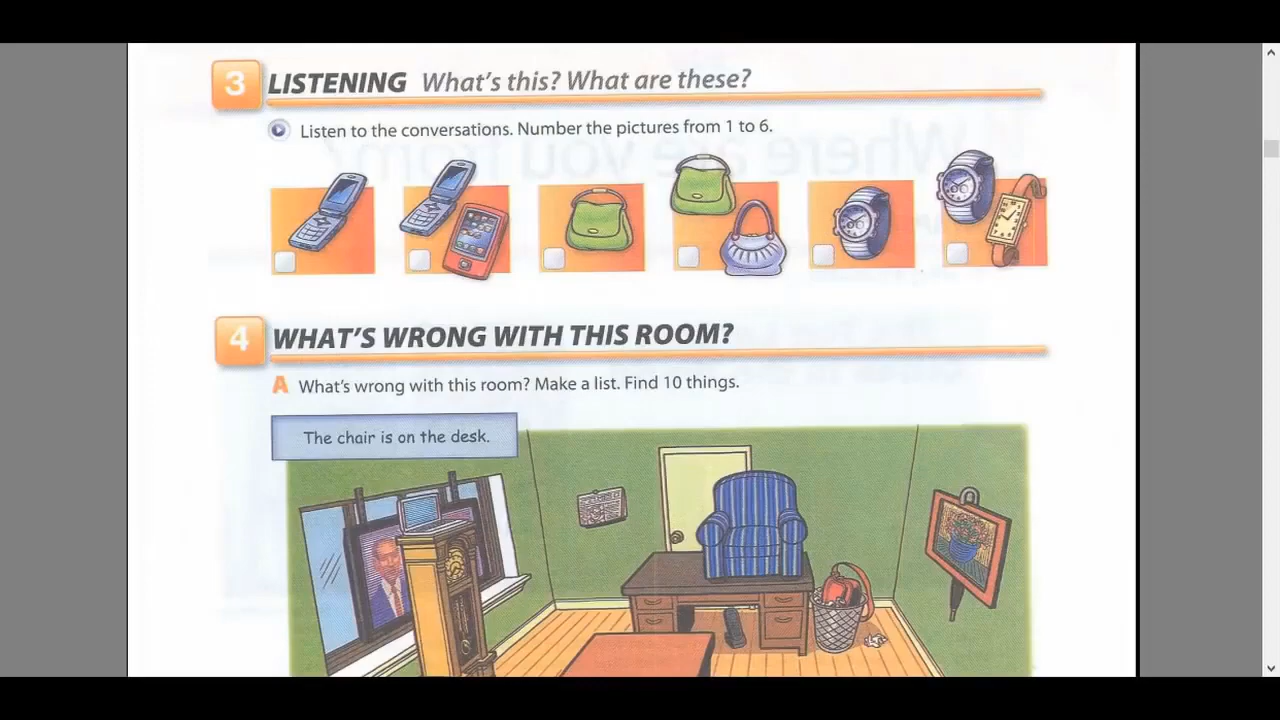 3 LISTENING What's this? What are these?
Listen to the conversations. Number the pictures from 1 to 6.
4 WHAT'S WRONG WITH THIS ROOM?
A What's wrong with this room? Make a list. Find 10 things.
The chair is on the desk.